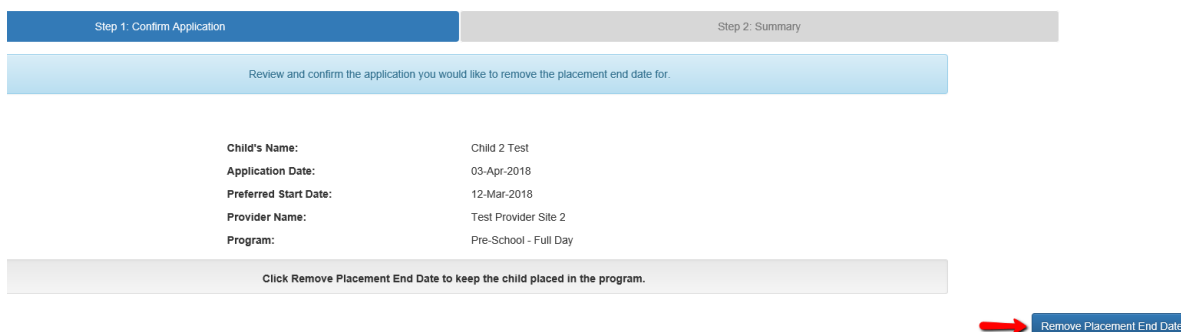 Step 1: Confirm Application Step 2: Summary
Review and confirm the application you would like to remove the placement end date for.
Child's Name: Child 2 Test
Application Date: 03-Apr-2018
Preferred Start Date: 12-Mar-2018
Provider Name: Test Provider Site 2
Program: Pre-School - Full Day
Click Remove Placement End Date to keep the child placed in the program.
Remove Placement End Date